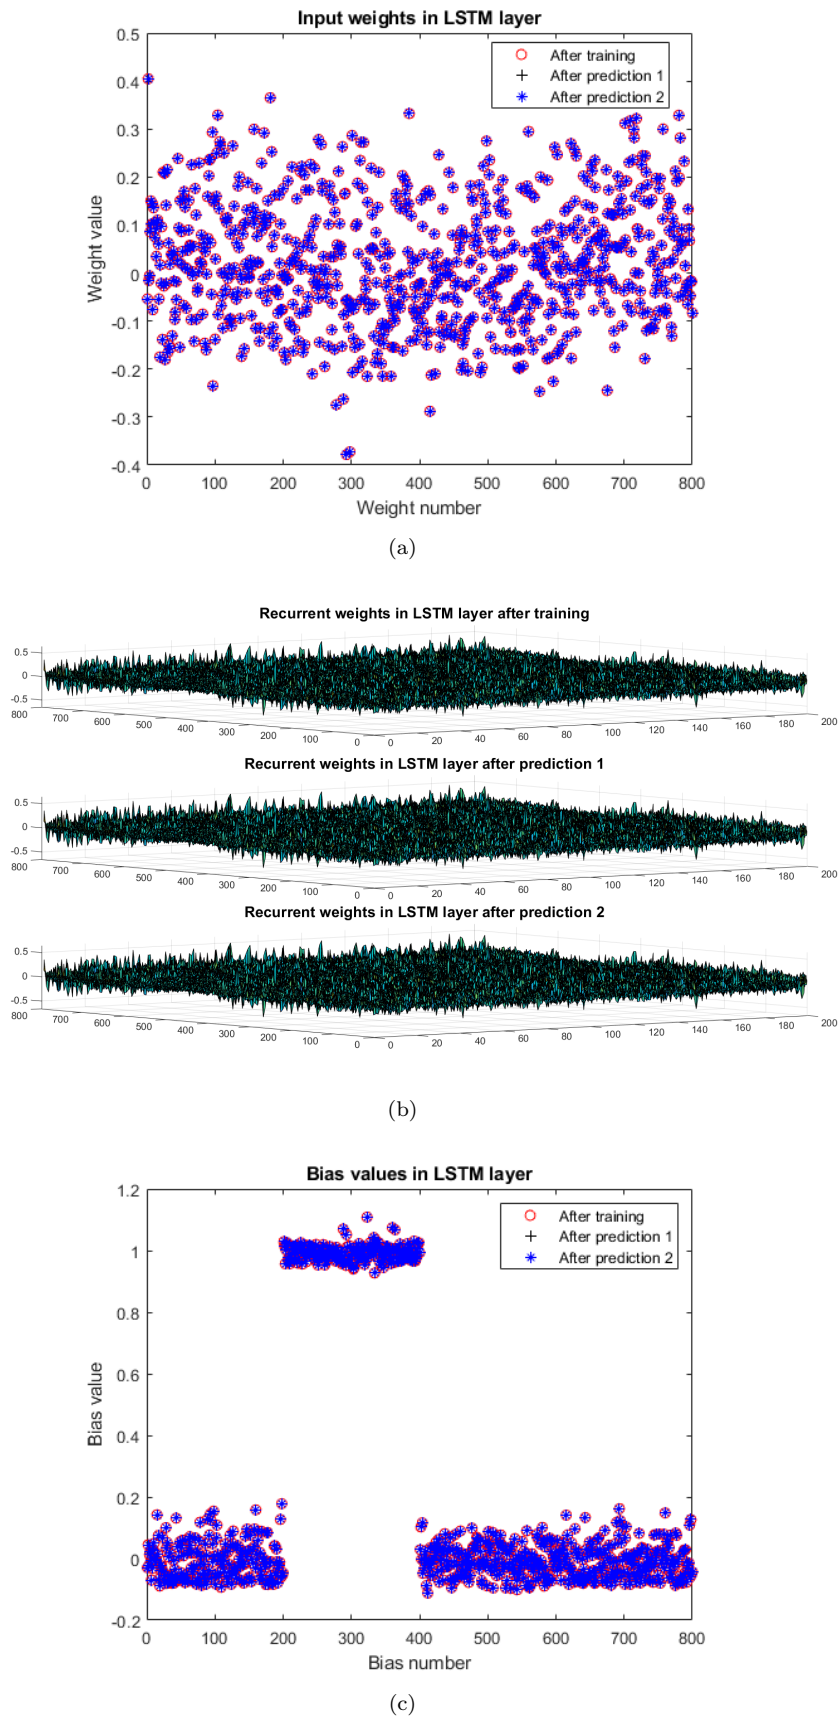 Input weights in LSTM layer
0.5
0.4
0.3
0.2
0.1
0
-0.1
-0.2
-0.3
-0.4
Weight value
After training
After prediction 1
After prediction 2
0 100 200 300 400 500 600 700 800
Weight number
(a)
Recurrent weights in LSTM layer after training
0.5
0
-0.5
800 700 600 500 400 300 200 100 0
0 20 40 60 80 100 120 140 160 180 200
Recurrent weights in LSTM layer after prediction 1
0.5
0
-0.5
800 700 600 500 400 300 200 100 0
0 20 40 60 80 100 120 140 160 180 200
Recurrent weights in LSTM layer after prediction 2
0.5
0
-0.5
800 700 600 500 400 300 200 100 0
0 20 40 60 80 100 120 140 160 180 200
(b)
Bias values in LSTM layer
1.2
1
0.8
0.6
0.4
0.2
0
-0.2
Bias value
After training
After prediction 1
After prediction 2
0 100 200 300 400 500 600 700 800
Bias number
(c)